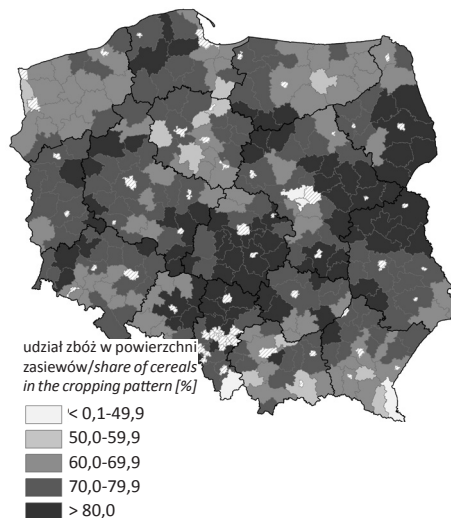 udział zbóż w powierzchni
zasiewów/share of cereals
in the cropping pattern [%]
< 0,1-49,9
50,0-59,9
60,0-69,9
70,0-79,9
> 80,0